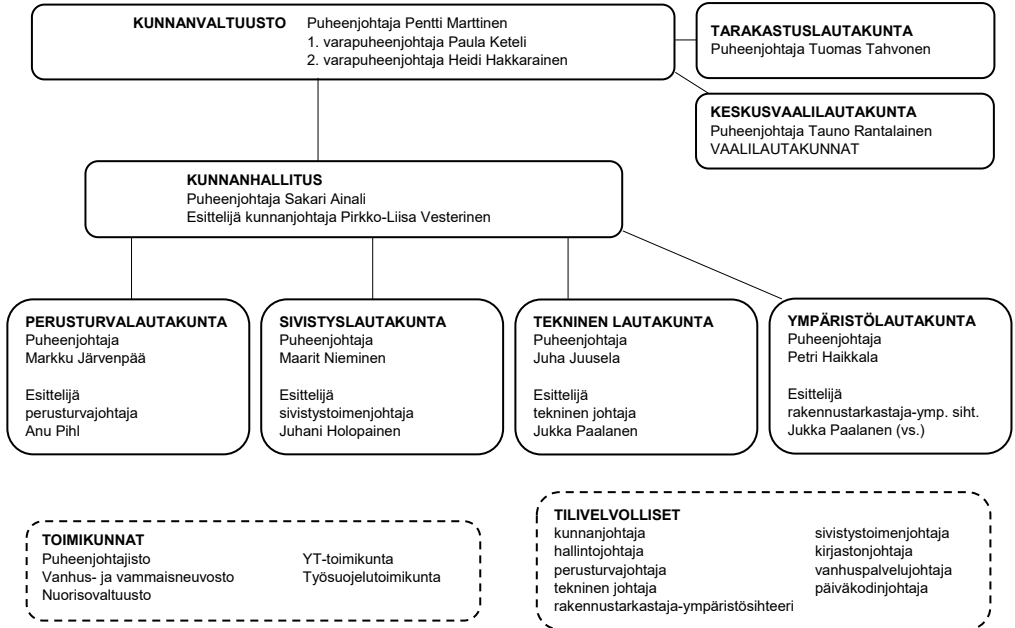 KUNNANVALTUUSTO Puheenjohtaja Pentti Marttinen
1. varapuheenjohtaja Paula Keteli
2. varapuheenjohtaja Heidi Hakkarainen
TARAKASTUSLAUTAKUNTA
Puheenjohtaja Tuomas Tahvonen
KESKUSVAALILAUTAKUNTA
Puheenjohtaja Tauno Rantalainen
VAALILAUTAKUNNAT
KUNNANHALLITUS
Puheenjohtaja Sakari Ainali
Esittelijä kunnanjohtaja Pirkko-Liisa Vesterinen
PERUSTURVALAUTAKUNTA
Puheenjohtaja
Markku Järvenpää
Esittelijä
perusturvajohtaja
Anu Pihl
SIVISTYSLAUTAKUNTA
Puheenjohtaja
Maarit Nieminen
Esittelijä
sivistystoimenjohtaja
Juhani Holopainen
TEKNINEN LAUTAKUNTA
Puheenjohtaja
Juha Juusela
Esittelijä
tekninen johtaja
Jukka Paalanen
YMPÄRISTÖLAUTAKUNTA
Puheenjohtaja
Petri Haikkala
Esittelijä
rakennustarkastaja-ymp. siht.
Jukka Paalanen (vs.)
TOIMIKUNNAT
Puheenjohtajisto
Vanhus- ja vammaisneuvosto
Nuorisovaltuusto
YT-toimikunta
Työsuojelutoimikunta
TILIVELVOLLISET
kunnanjohtaja
hallintojohtaja
perusturvajohtaja
tekninen johtaja
rakennustarkastaja-ympäristösihteeri
sivistystoimenjohtaja
kirjastonjohtaja
vanhuspalvelujohtaja
päiväkodinjohtaja